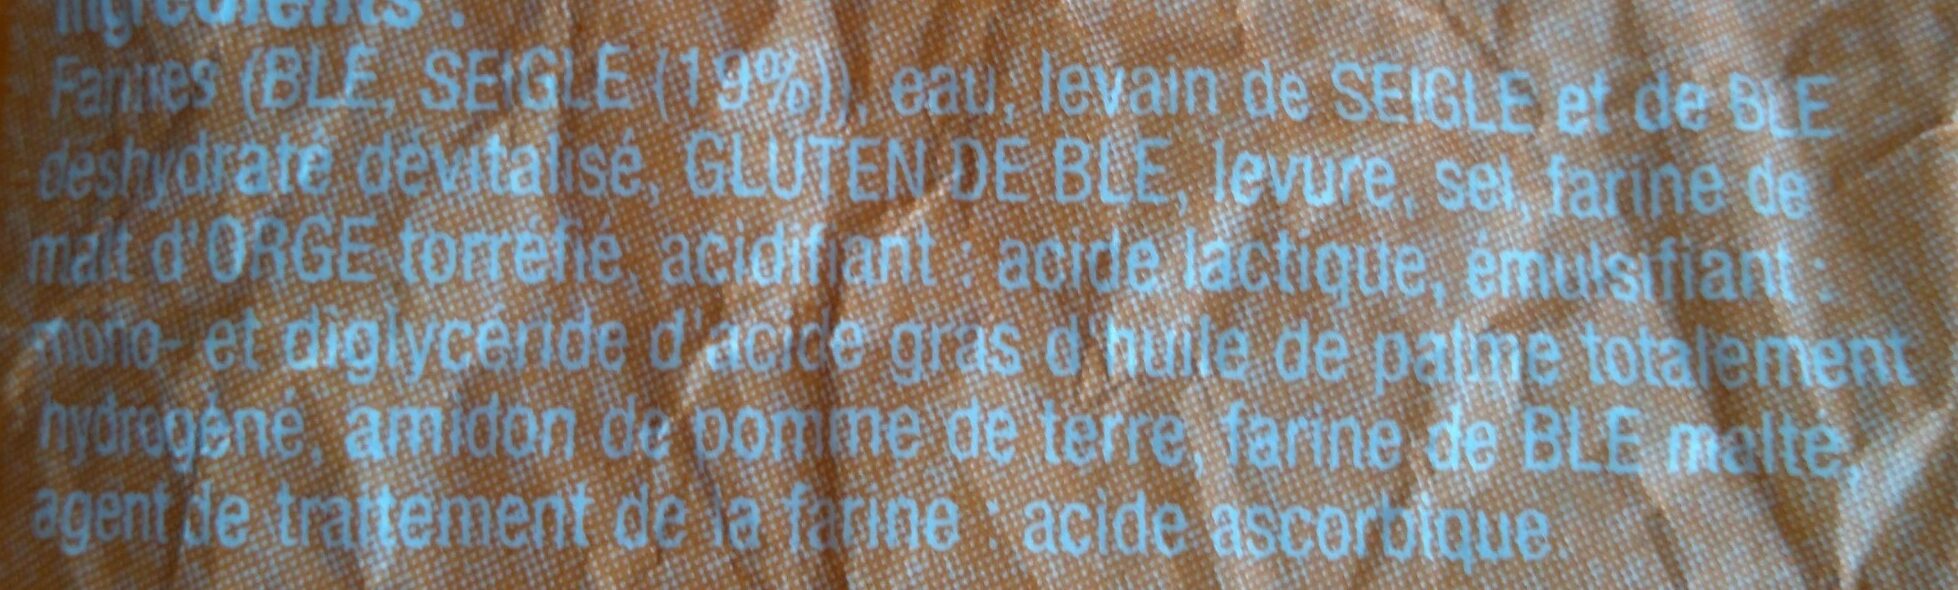 Ingrédients :
Farines (BLÉ, SEIGLE (19%)), eau, levain de SEIGLE et de BLE
déshydraté dévitalisé, GLUTEN DE BLE, levure, sel, farine de
malt d'ORGE torréfié, acidifiant : acide lactique, émulsifiant :
mono- et diglycéride d'acide gras d'huile de palme totalement
hydrogéné, amidon de pomme de terre, farine de BLE malté,
agent de traitement de la farine : acide ascorbique.